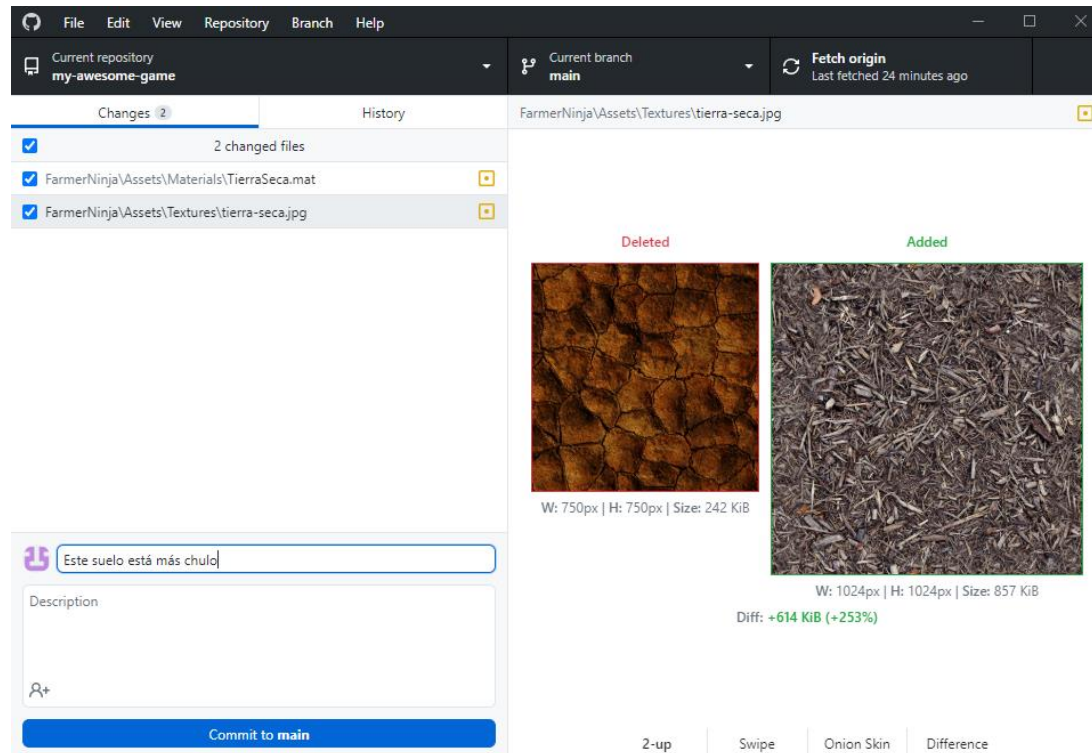 File Edit View Repository Branch Help
Current repository
my-awesome-game
Current branch
main
Fetch origin
Last fetched 24 minutes ago
Changes 2
History
FarmerNinja\Assets\Textures\tierra-seca.jpg
2 changed files
FarmerNinja\Assets\Materials\TierraSeca.mat
FarmerNinja\Assets\Textures\tierra-seca.jpg
Deleted
Added
W: 750px | H: 750px | Size: 242 KiB
W: 1024px | H: 1024px | Size: 857 KiB
Diff: +614 KiB (+253%)
Este suelo está más chulo
Description
Commit to main
2-up
Swipe
Onion Skin
Difference